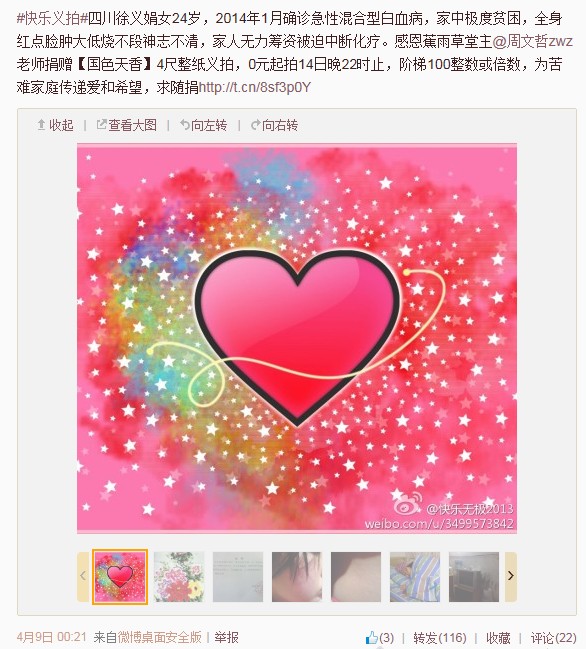 #快乐义拍#四川徐义娟女24岁，2014年1月确诊急性混合型白血病，家中极度贫困，全身
红点脸肿大低烧不段神志不清，家人无力筹资被迫中断化疗。感恩蕉雨草堂主@周文哲zwz
老师捐赠【国色天香】4尺整纸义拍，0元起拍14日晚22时止，阶梯100整数或倍数，为苦
难家庭传递爱和希望，求随捐http://t.cn/8sf3p0Y
收起 | 查看大图 | 向左转 | 向右转
@快乐无极2013
weibo.com/u/3499573842
4月9日 00:21 来自微博桌面安全版 | 举报 (3) | 转发(116) | 收藏 | 评论(22)